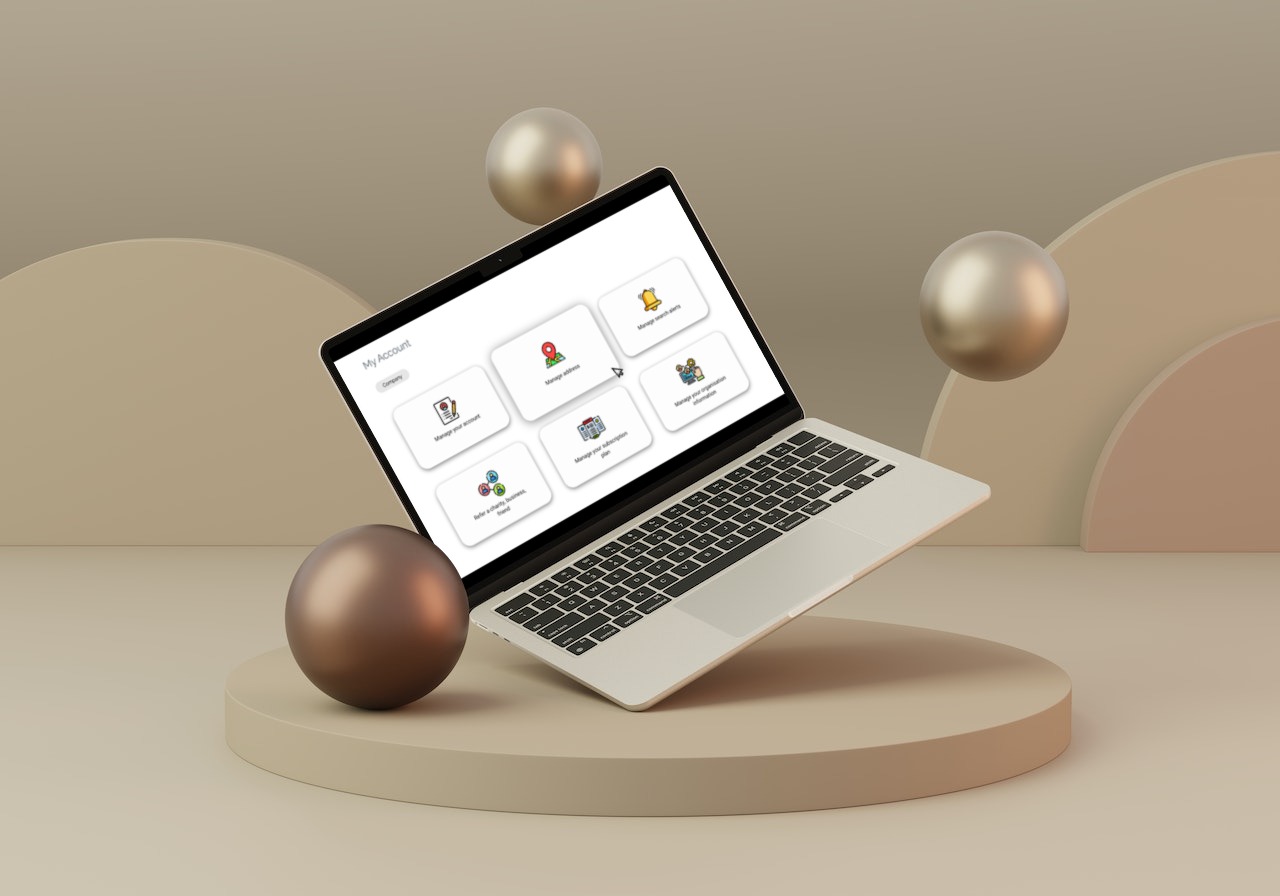 My Account
Company
Manage your account
Manage address
Manage search alerts
Refer a charity, business,
friend
Manage your subscription
plan
Manage your organisation
information